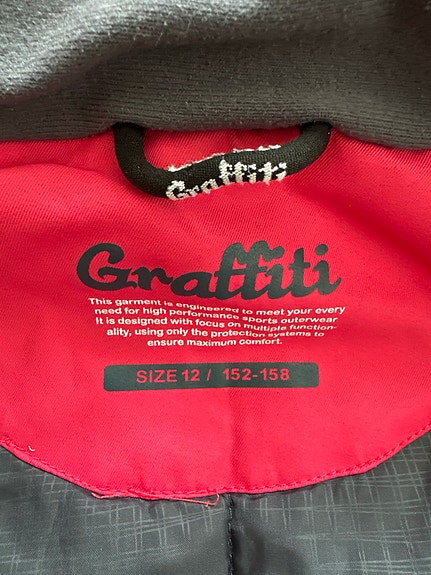 Graffiti
Graffiti
This garment is engineered to meet your every
need for high performance sports outerwear
It is designed with focus on multiple function-
ality, using only the protection systems to
ensure maximum comfort.
SIZE 12 / 152-158